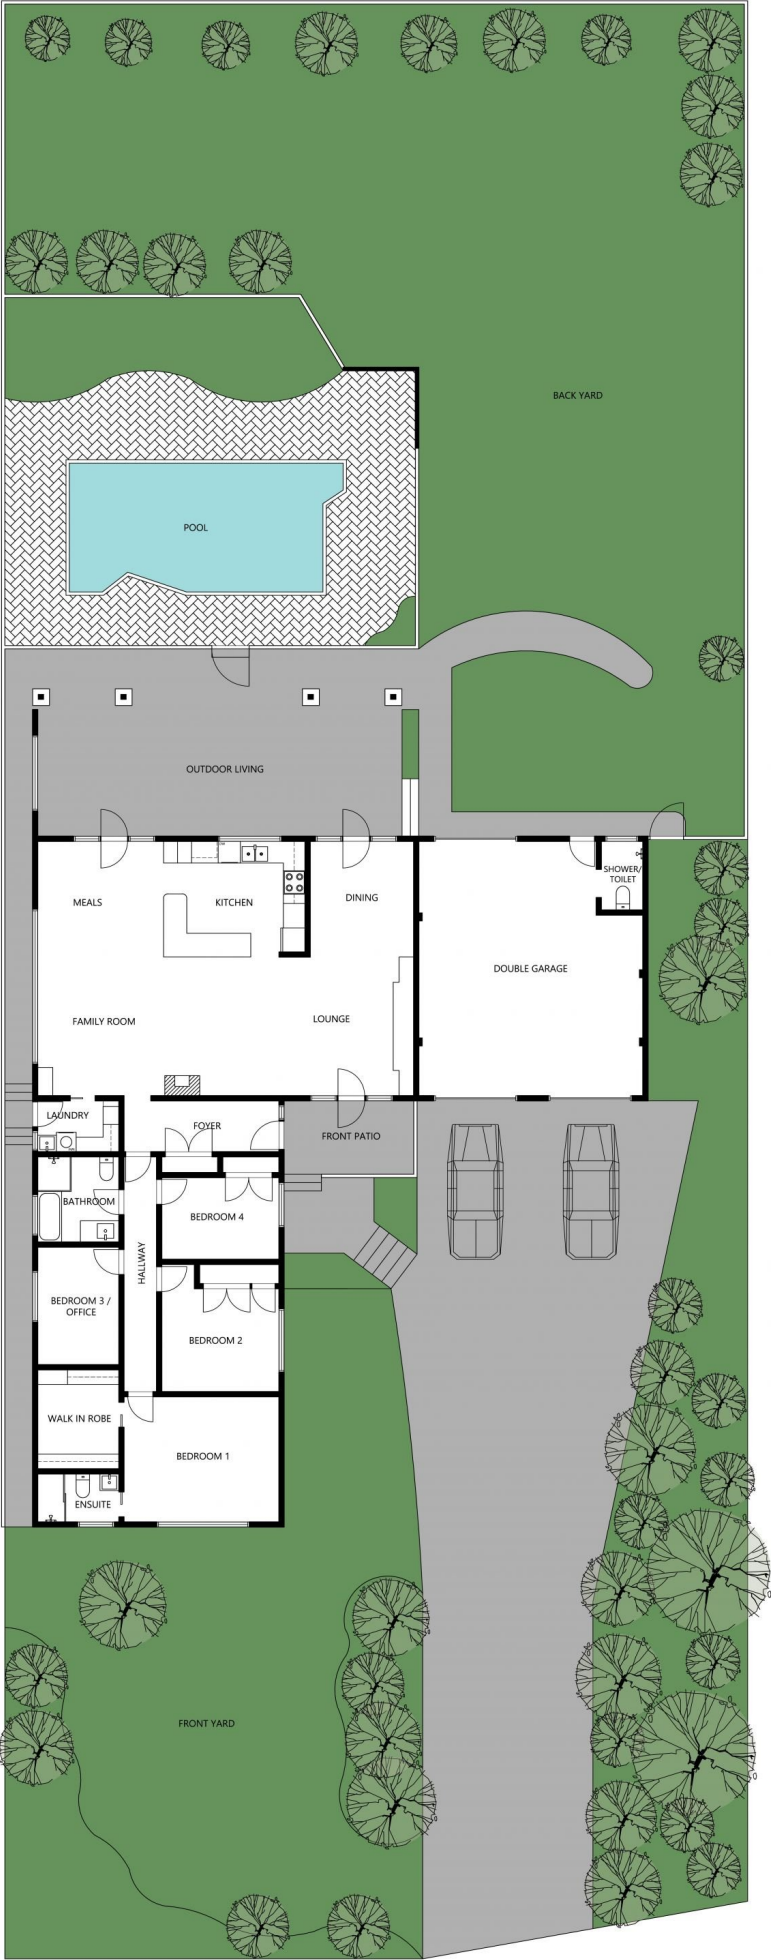 BACK YARD
POOL
OUTDOOR LIVING
SHOWER/
TOILET
MEALS
KITCHEN
DINING
DOUBLE GARAGE
FAMILY ROOM
LOUNGE
LAUNDRY
FOYER
FRONT PATIO
BATHROOM
BEDROOM 4
HALLWAY
BEDROOM 3 /
OFFICE
BEDROOM 2
WALK IN ROBE
BEDROOM 1
ENSUITE
FRONT YARD